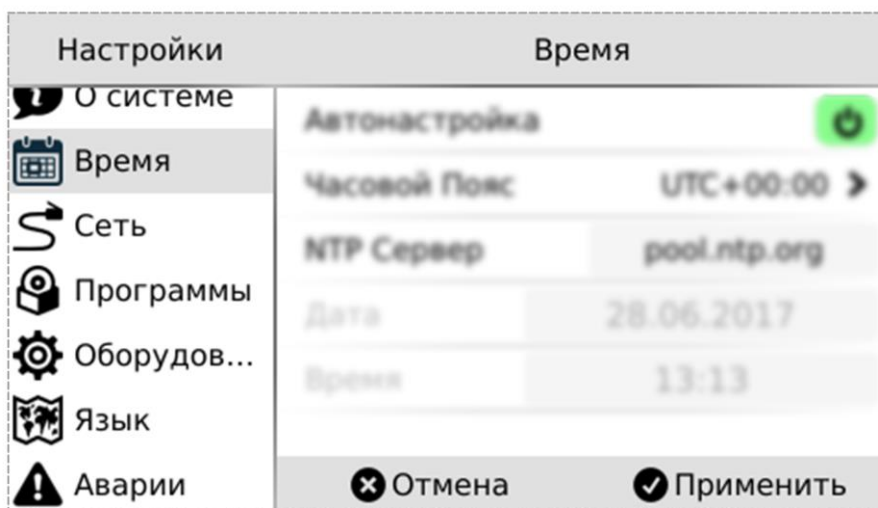 Настройки
Время
О системе
Время
Сеть
Программы
Оборудов...
Язык
Аварии
Автонастройка
Часовой Пояс
UTC+00:00
NTP Сервер
pool.ntp.org
Дата
28.06.2017
Время
13:13
Отмена
Применить